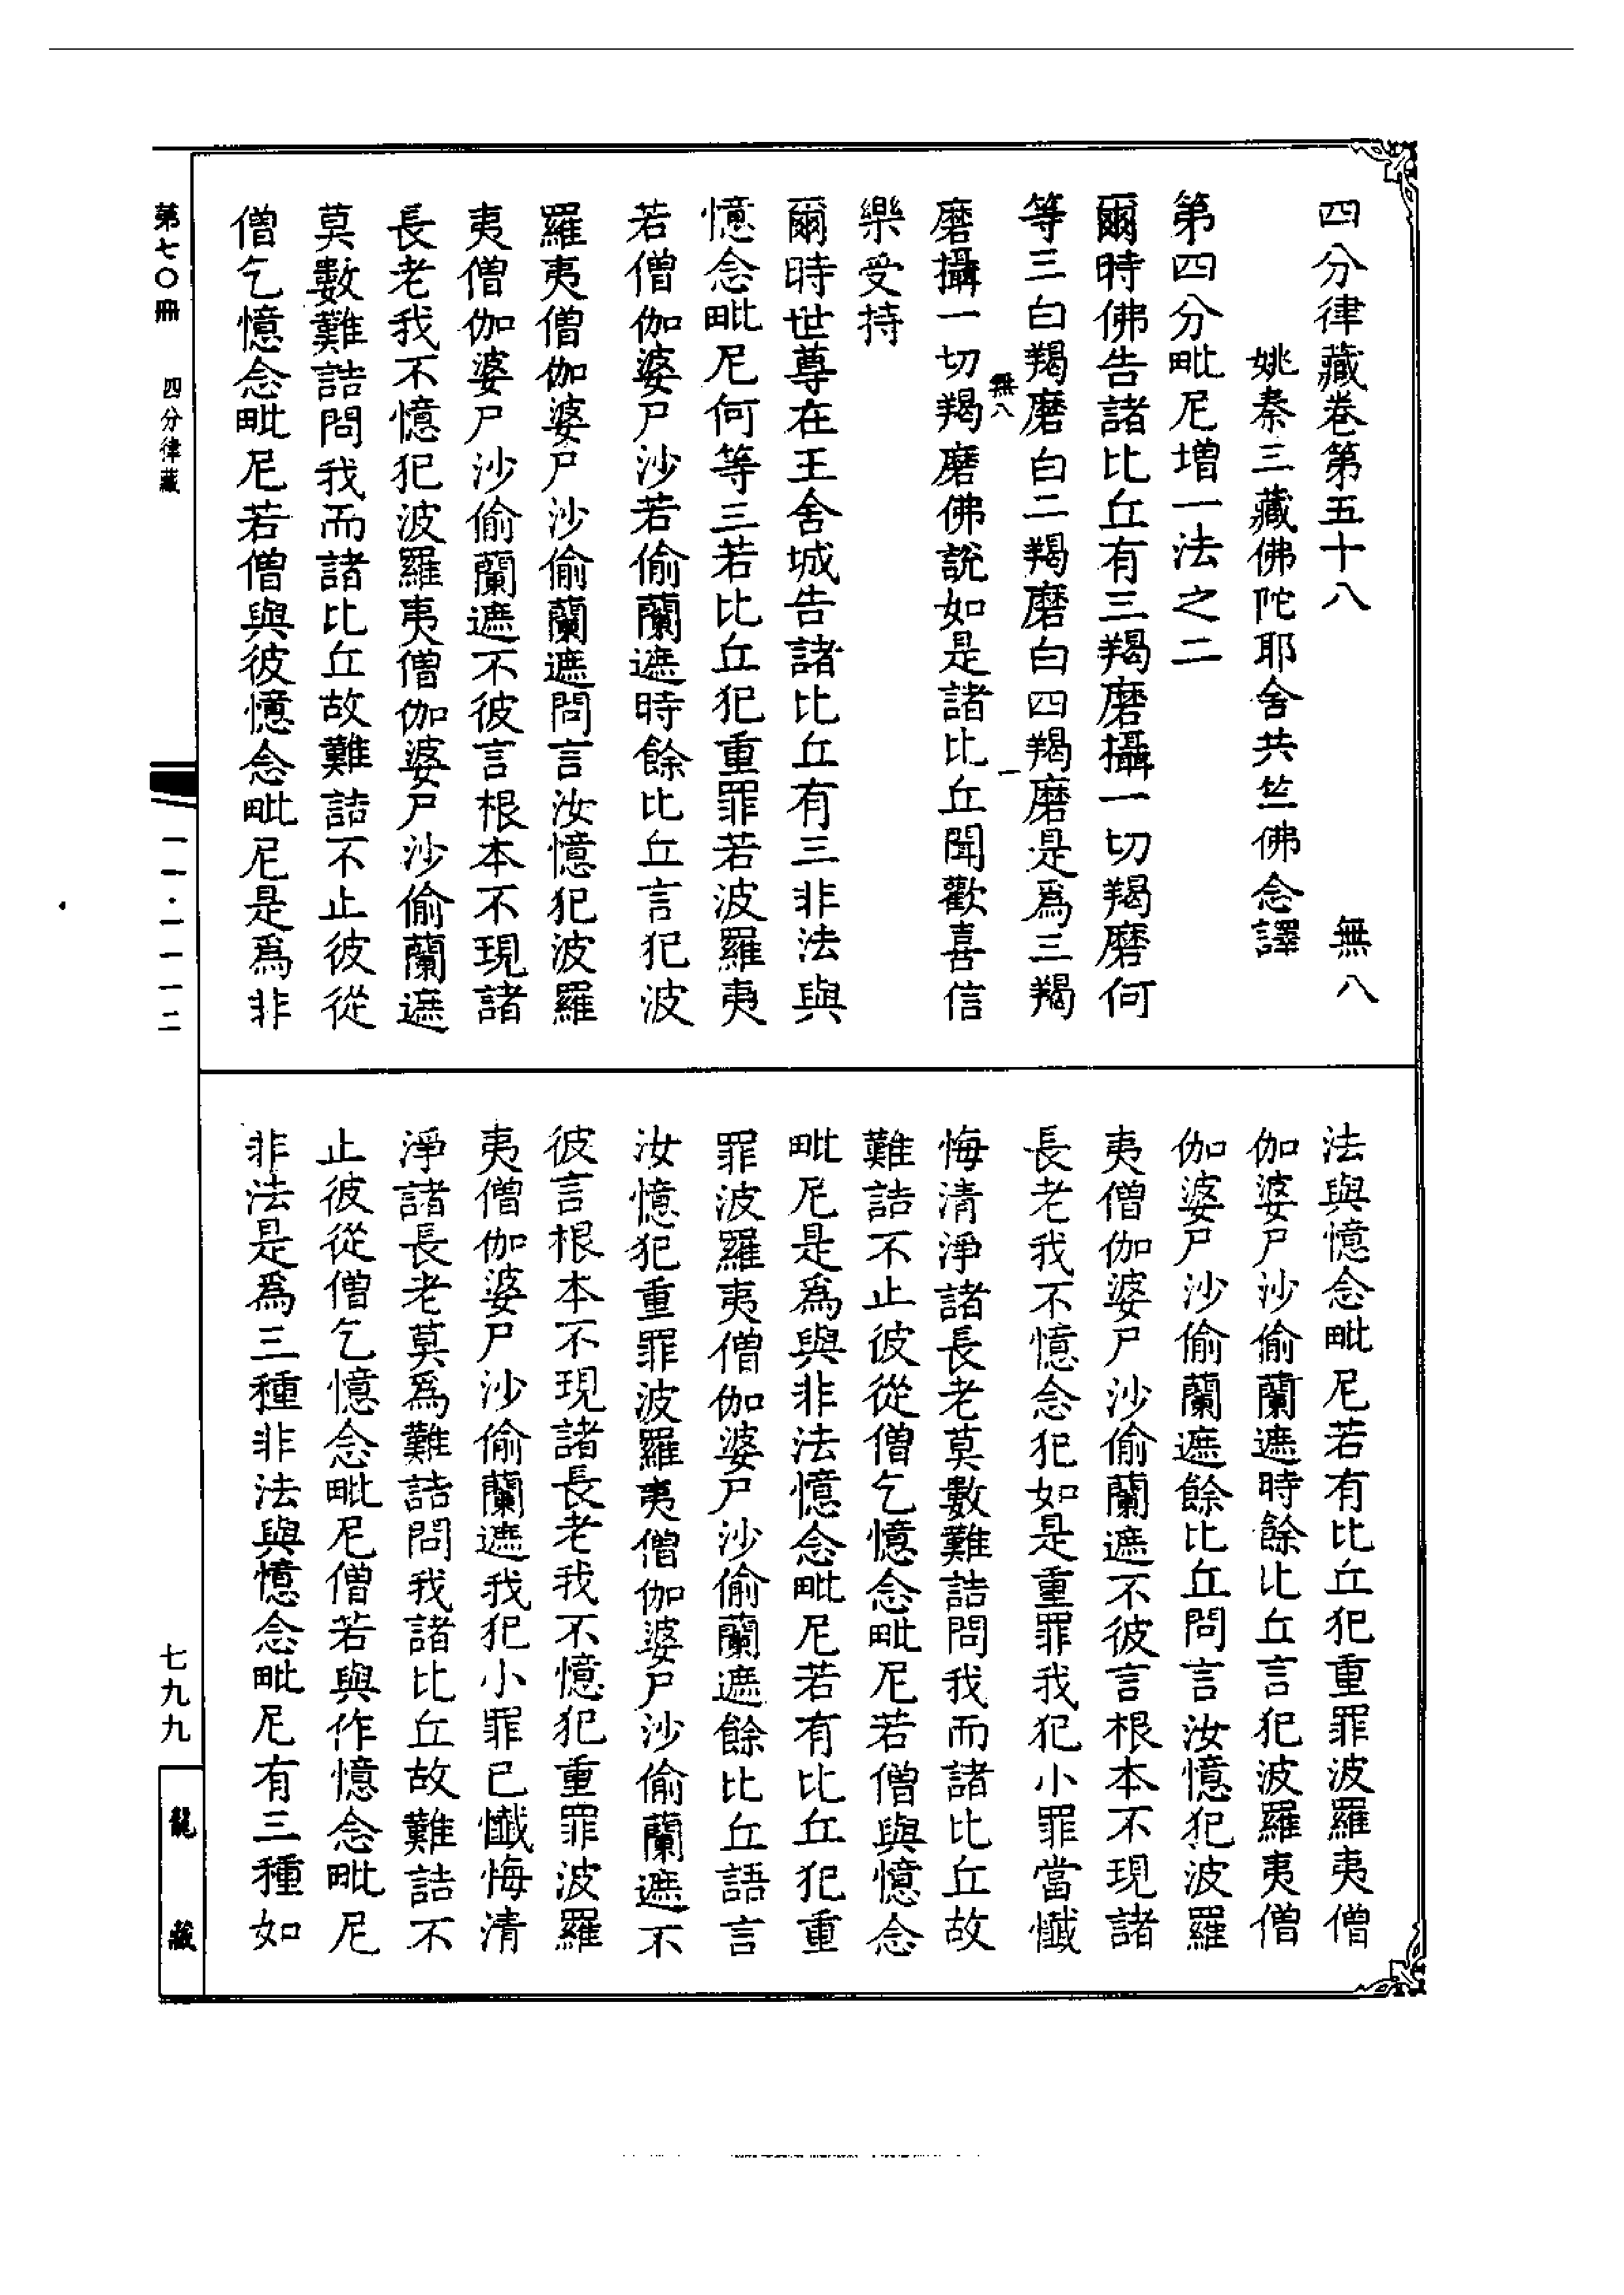 四分律藏卷第五十八　無八
姚秦三藏佛陀耶舍共竺佛念譯
第四分毗尼增一法之二
爾時佛告諸比丘有三羯磨攝一切羯磨何
等三白羯磨白二羯磨白四羯磨是爲三羯
無八　一
磨攝一切羯磨佛說如是諸比丘聞歡喜信
樂受持
爾時世尊在王舍城告諸比丘有三非法與
憶念毗尼何等三若比丘犯重罪若波羅夷
若僧伽婆尸沙若偷蘭遮時餘比丘言犯波
羅夷僧伽婆尸沙偷蘭遮問言汝憶犯波羅
夷僧伽婆尸沙偷蘭遮不彼言根本不現諸
長老我不憶犯波羅夷僧伽婆尸沙偷蘭遮
莫數難詰問我而諸比丘故難詰不止彼從
僧乞憶念毗尼若僧與彼憶念毗尼是爲非
法與憶念毗尼若有比丘犯重罪波羅夷僧
伽婆尸沙偷蘭遮時餘比丘言犯波羅夷僧
伽婆尸沙偷蘭遮餘比丘問言汝憶犯波羅
夷僧伽婆尸沙偷蘭遮不彼言根本不現諸
長老我不憶念犯如是重罪我犯小罪當懺
悔清淨諸長老莫數難詰問我而諸比丘故
難詰不止彼從僧乞憶念毗尼若僧與憶念
毗尼是爲與非法憶念毗尼若有比丘犯重
罪波羅夷僧伽婆尸沙偷蘭遮餘比丘語言
汝憶犯重罪波羅夷僧伽婆尸沙偷蘭遮不
彼言根本不現諸長老我不憶犯重罪波羅
夷僧伽婆尸沙偷蘭遮我犯小罪已懺悔清
淨諸長老莫爲難詰問我諸比丘故難詰不
止彼從僧乞憶念毗尼僧若與作憶念毗尼
非法是爲三種非法與憶念毗尼有三種如
第七〇冊　四分律藏　一一·一一一二　七九九　龍藏